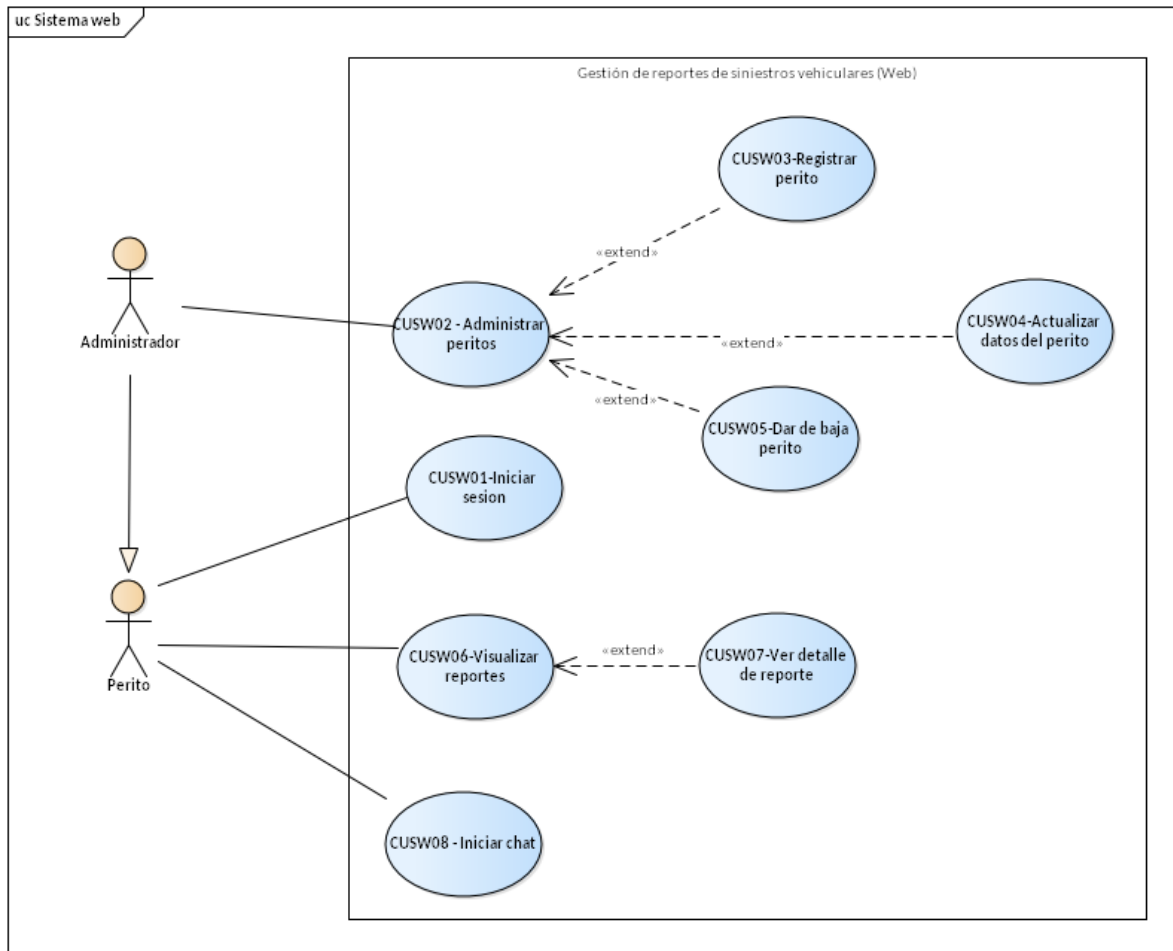 uc Sistema web
Gestión de reportes de siniestros vehiculares (Web)
CUSW03-Registrar
perito
«extend»
Administrador
CUSW02 - Administrar
peritos
«extend»
CUSW04-Actualizar
datos del perito
«extend»
CUSW05-Dar de baja
perito
CUSW01-Iniciar
sesion
Perito
CUSW06-Visualizar
reportes
«extend»
CUSW07-Ver detalle
de reporte
CUSW08 - Iniciar chat